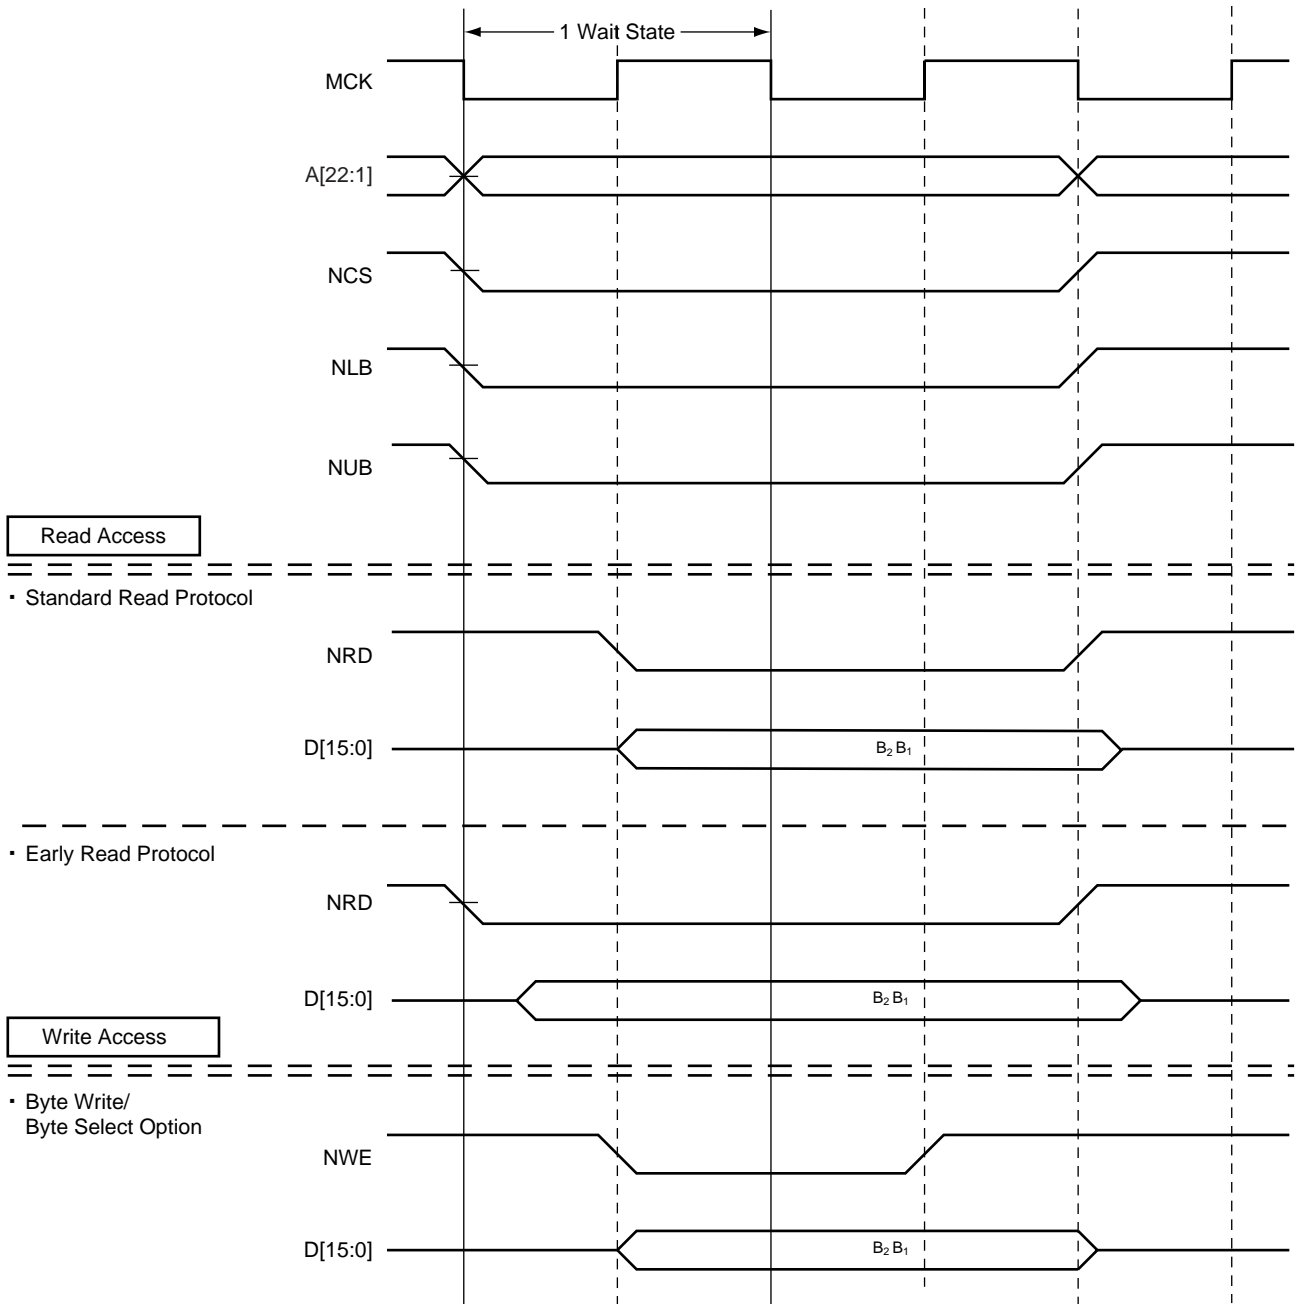 1 Wait State
MCK
A[22:1]
NCS
NLB
NUB
Read Access
· Standard Read Protocol
NRD
D[15:0]
B₂ B₁
· Early Read Protocol
NRD
D[15:0]
B₂ B₁
Write Access
· Byte Write/
Byte Select Option
NWE
D[15:0]
B₂ B₁